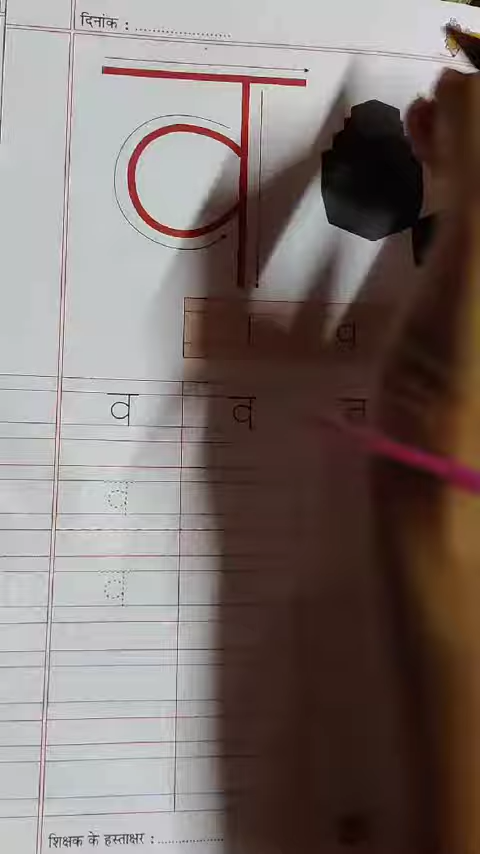 दिनांक : ........................
व
व
व व व
व
व
शिक्षक के हस्ताक्षर : ................